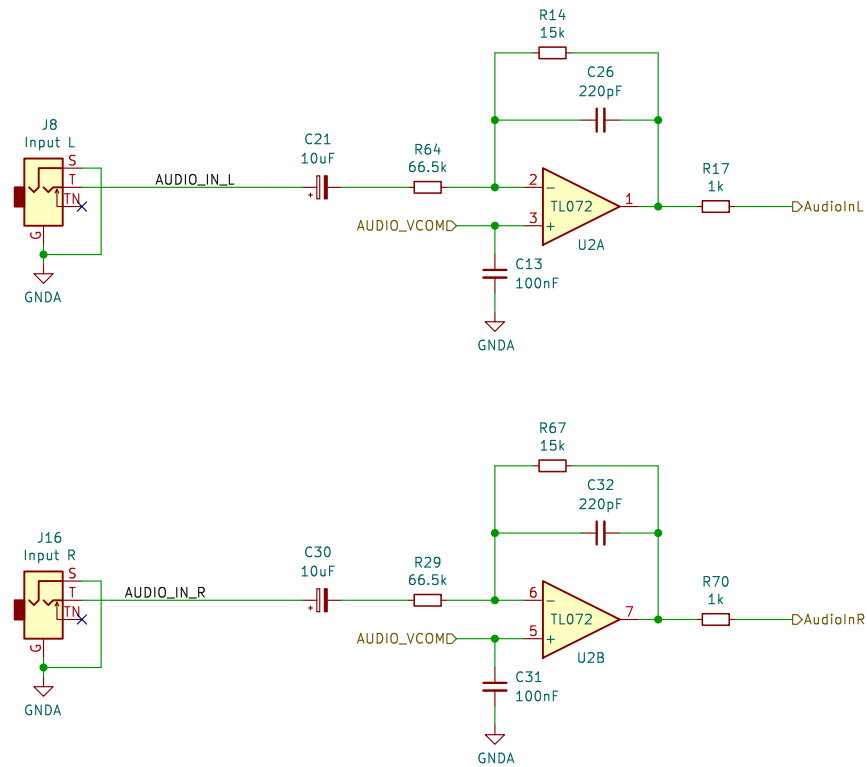 R14
15k
C26
220pF
J8
Input L
S
T
TN
G
GNDA
AUDIO_IN_L
C21
10uF
+
R64
66.5k
AUDIO_VCOM
2
3
-
+
TL072
1
U2A
C13
100nF
GNDA
R17
1k
AudioInL
R67
15k
C32
220pF
J16
Input R
S
T
TN
G
GNDA
AUDIO_IN_R
C30
10uF
+
R29
66.5k
AUDIO_VCOM
6
5
-
+
TL072
7
U2B
C31
100nF
GNDA
R70
1k
AudioInR